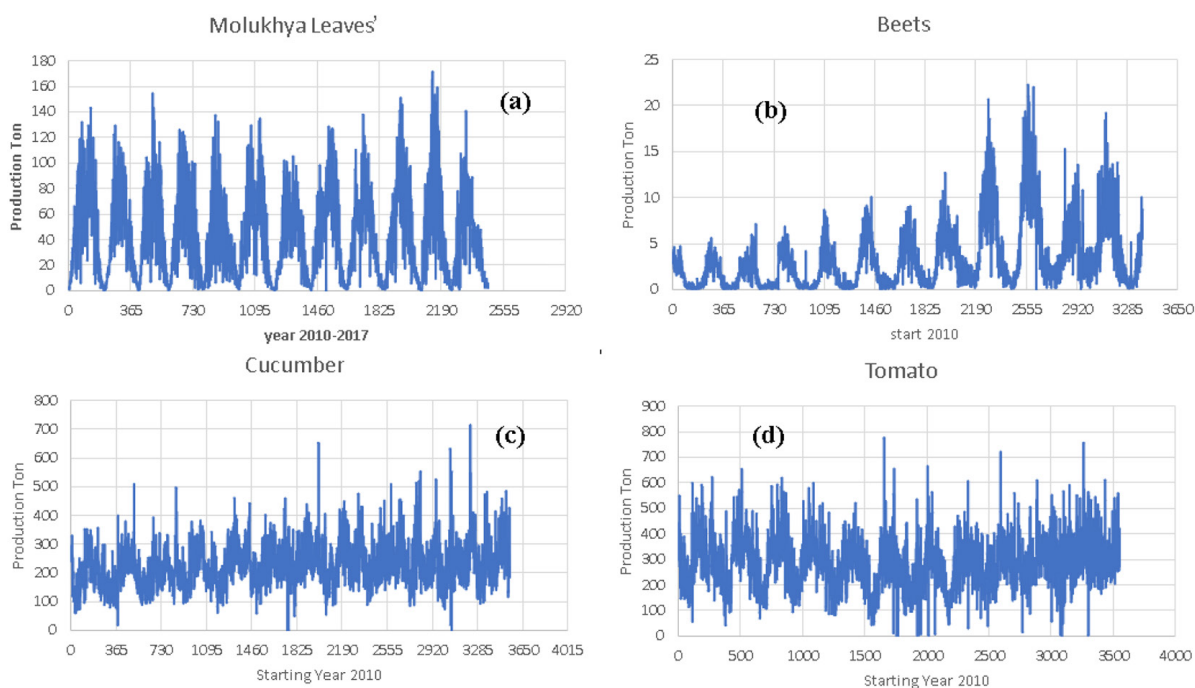 Molukhya Leaves'
Production Ton
180
160
140
120
100
80
60
40
20
0
(a)
0 365 730 1095 1460 1825 2190 2555 2920
year 2010-2017
Beets
Production Ton
25
20
15
10
5
0
(b)
0 365 730 1095 1460 1825 2190 2555 2920 3285 3650
start 2010
Cucumber
Production Ton
800
700
600
500
400
300
200
100
0
(c)
0 365 730 1095 1460 1825 2190 2555 2920 3285 3650 4015
Starting Year 2010
Tomato
Production Ton
900
800
700
600
500
400
300
200
100
0
(d)
0 500 1000 1500 2000 2500 3000 3500 4000
Starting Year 2010